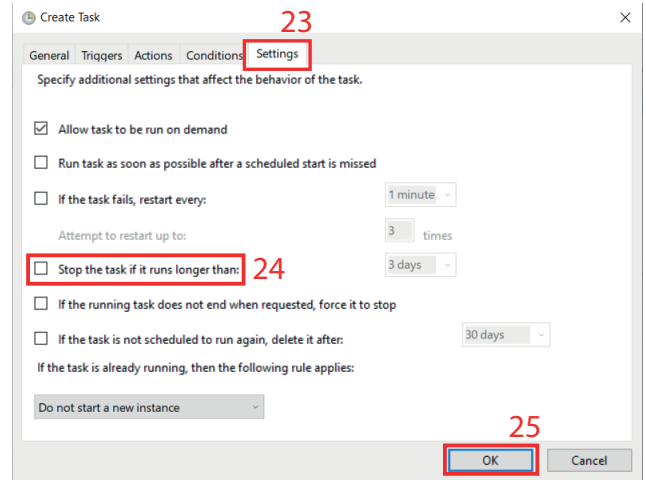 Create Task
23
General Triggers Actions Conditions Settings
Specify additional settings that affect the behavior of the task.
Allow task to be run on demand
Run task as soon as possible after a scheduled start is missed
If the task fails, restart every: 1 minute
Attempt to restart up to: 3 times
Stop the task if it runs longer than: 24 3 days
If the running task does not end when requested, force it to stop
If the task is not scheduled to run again, delete it after: 30 days
If the task is already running, then the following rule applies:
Do not start a new instance
25
OK Cancel